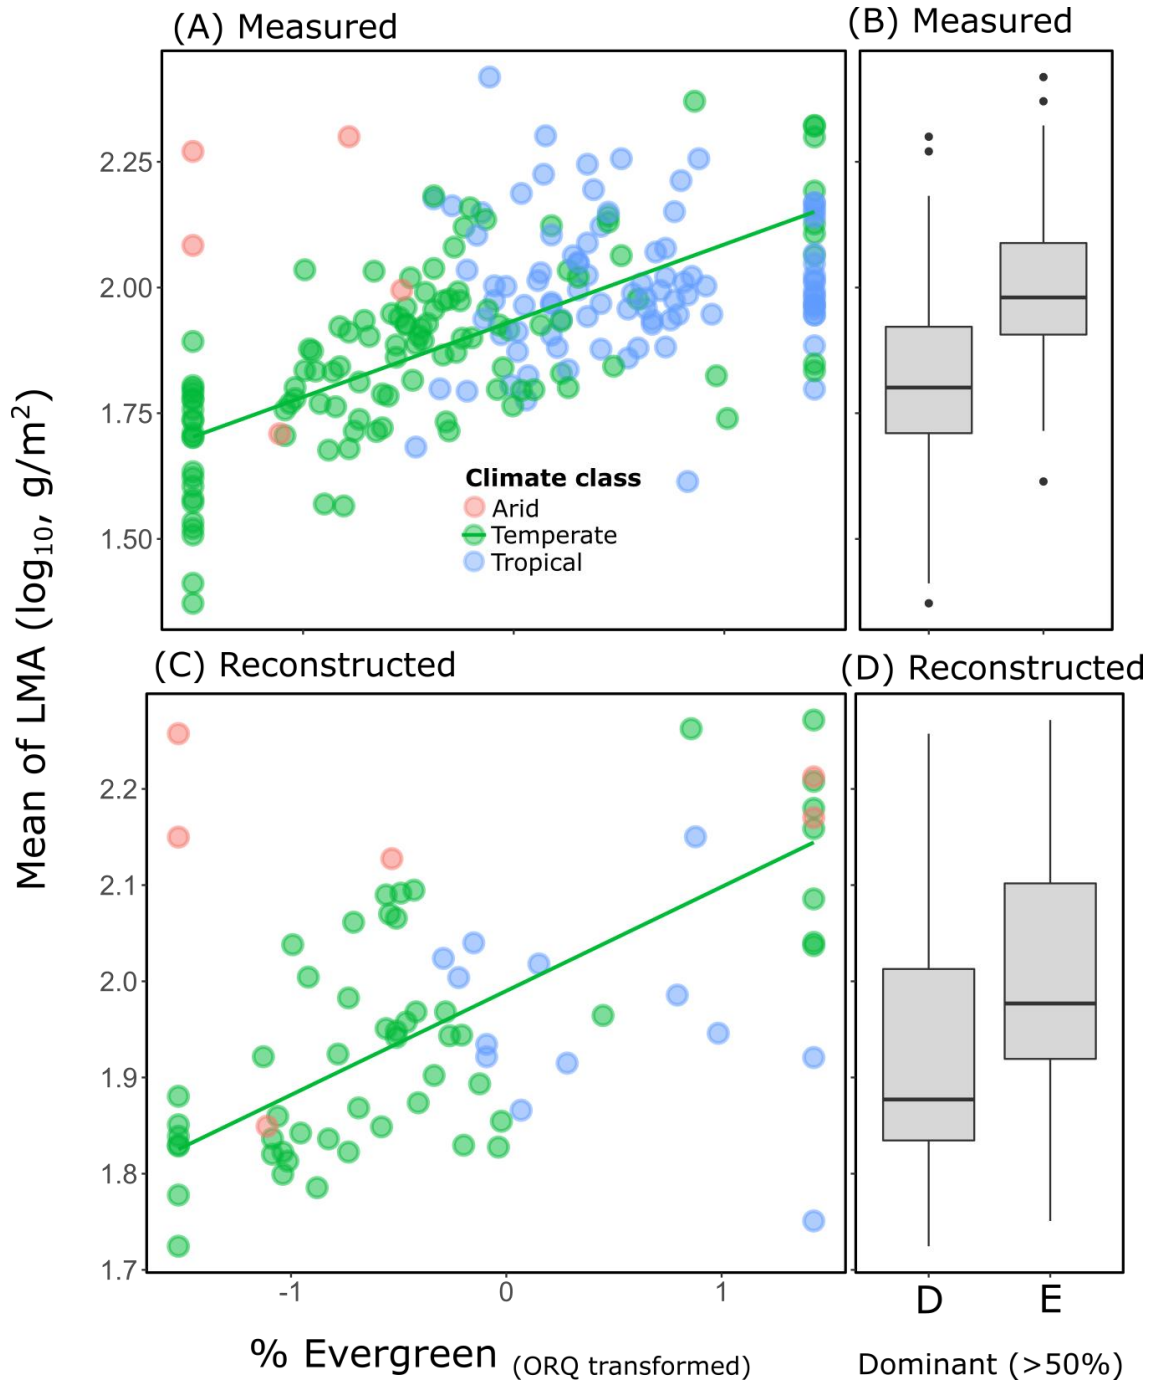 (A) Measured
(B) Measured
2.25
2.00
1.75
1.50
Climate class
Arid
Temperate
Tropical
Mean of LMA (log₁₀, g/m²)
(C) Reconstructed
(D) Reconstructed
2.2
2.1
2.0
1.9
1.8
1.7
-1 0 1
D E
% Evergreen (ORQ transformed)
Dominant (>50%)